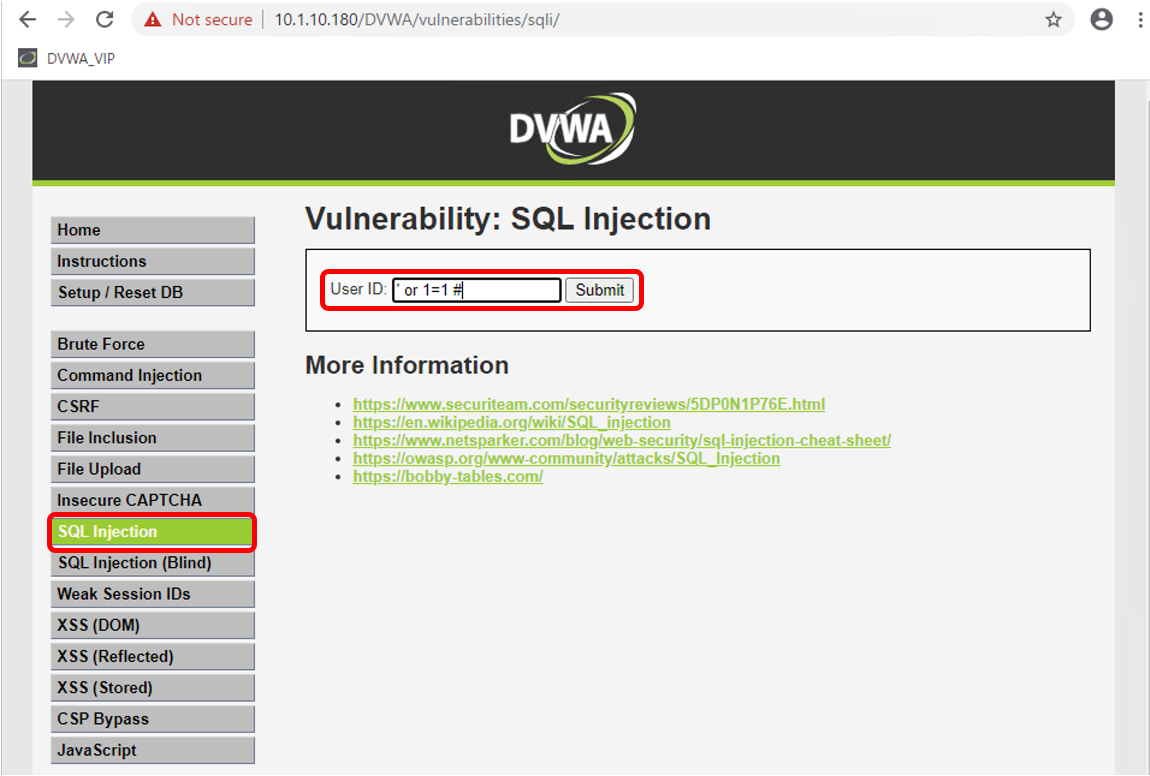 Not secure | 10.1.10.180/DVWA/vulnerabilities/sqli/
DVWA_VIP
DVWA
Home
Instructions
Setup / Reset DB
Brute Force
Command Injection
CSRF
File Inclusion
File Upload
Insecure CAPTCHA
SQL Injection
SQL Injection (Blind)
Weak Session IDs
XSS (DOM)
XSS (Reflected)
XSS (Stored)
CSP Bypass
JavaScript
Vulnerability: SQL Injection
User ID: ' or 1=1 # Submit
More Information
• https://www.securiteam.com/securityreviews/5DP0N1P76E.html
• https://en.wikipedia.org/wiki/SQL_injection
• https://www.netsparker.com/blog/web-security/sql-injection-cheat-sheet/
• https://owasp.org/www-community/attacks/SQL_Injection
• https://bobby-tables.com/